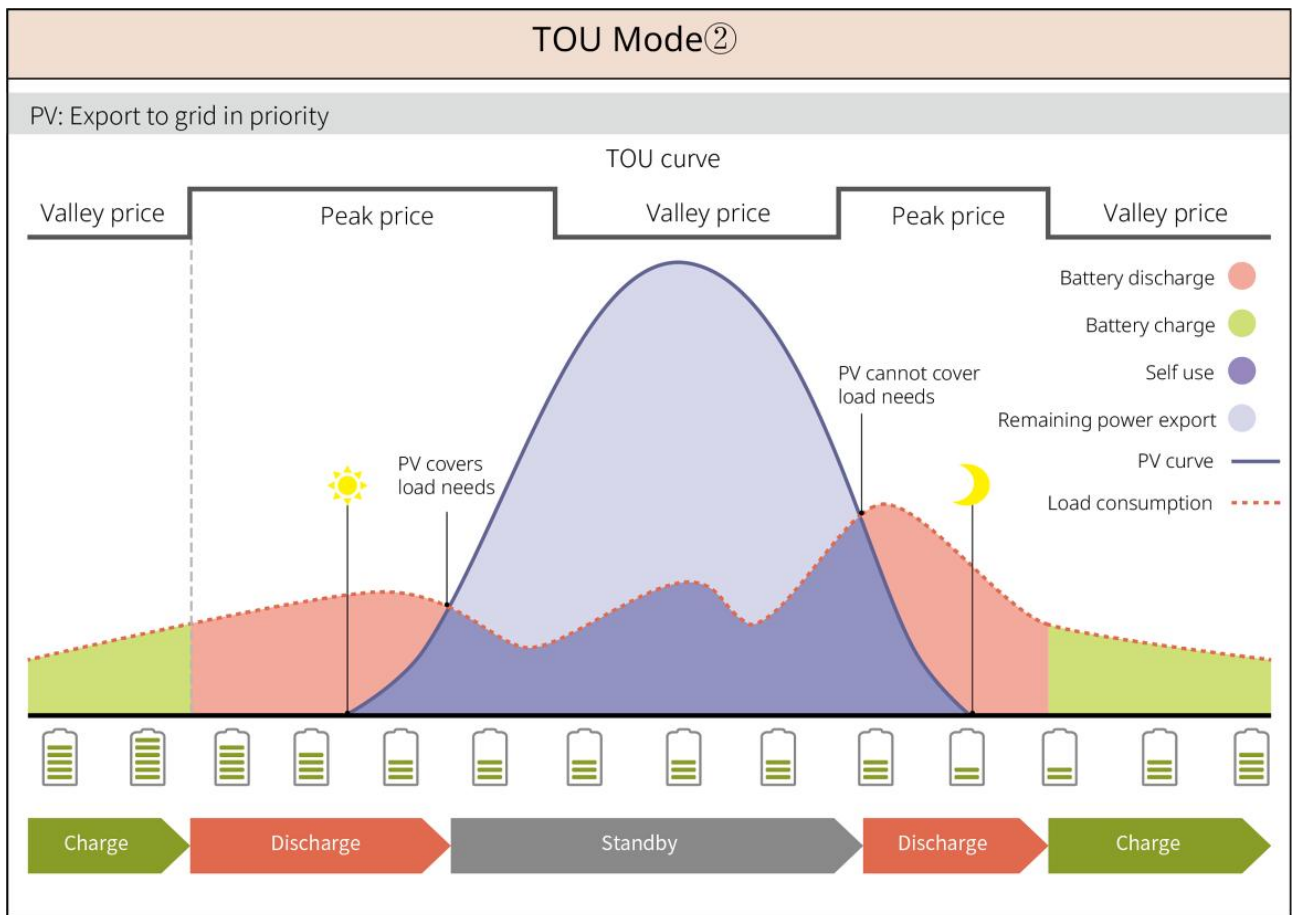 TOU Mode②
PV: Export to grid in priority
TOU curve
Valley price
Peak price
Valley price
Peak price
Valley price
Battery discharge
Battery charge
Self use
Remaining power export
PV curve
Load consumption
PV cannot cover
load needs
PV covers
load needs
Charge
Discharge
Standby
Discharge
Charge